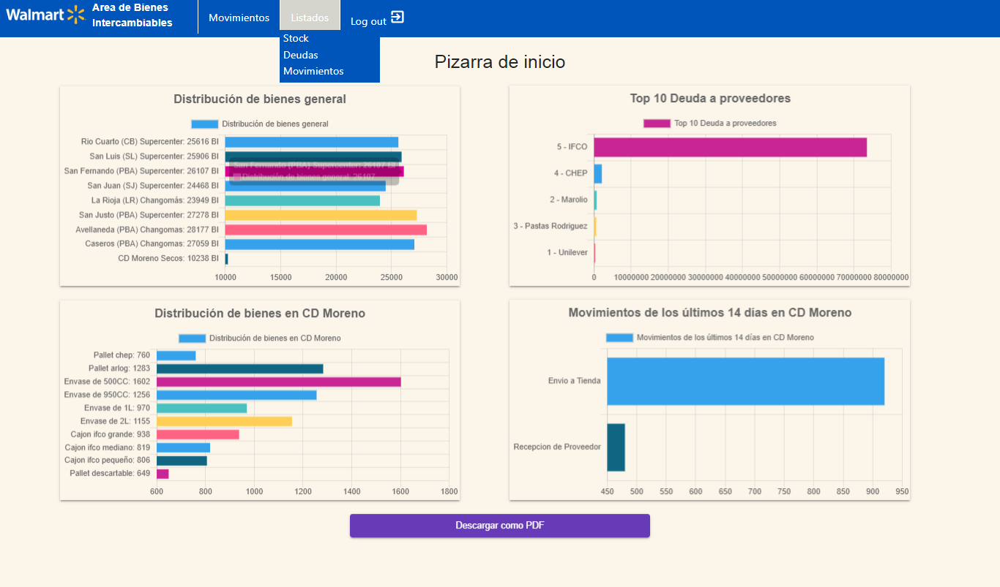 Walmart
Area de Bienes
Intercambiables
Movimientos
Listados
Log out
Stock
Deudas
Movimientos
Pizarra de inicio
Distribución de bienes general
Distribución de bienes general
Rio Cuarto (CB) Supercenter: 25616 BI
San Luis (SL) Supercenter: 25906 BI
San Fernando (PBA) Supercenter: 26107 BI
San Juan (SJ) Supercenter: 24468 BI
La Rioja (LR) Changomás: 23949 BI
San Justo (PBA) Supercenter: 27278 BI
Avellaneda (PBA) Changomas: 28177 BI
Caseros (PBA) Changomas: 27059 BI
CD Moreno Secos: 10238 BI
San Fernando (PBA) Supercenter: 26107 BI
Distribución de bienes general: 26107
10000 15000 20000 25000 30000
Top 10 Deuda a proveedores
Top 10 Deuda a proveedores
5 - IFCO
4 - CHEP
2 - Marolio
3 - Pastas Rodriguez
1 - Unilever
0 10000000 20000000 30000000 40000000 50000000 60000000 70000000 80000000
Distribución de bienes en CD Moreno
Distribución de bienes en CD Moreno
Pallet chep: 760
Pallet arlog: 1283
Envase de 500CC: 1602
Envase de 950CC: 1256
Envase de 1L: 970
Envase de 2L: 1155
Cajon ifco grande: 938
Cajon ifco mediano: 819
Cajon ifco pequeño: 806
Pallet descartable: 649
600 800 1000 1200 1400 1600 1800
Movimientos de los últimos 14 días en CD Moreno
Movimientos de los últimos 14 días en CD Moreno
Envio a Tienda
Recepcion de Proveedor
450 500 550 600 650 700 750 800 850 900 950
Descargar como PDF